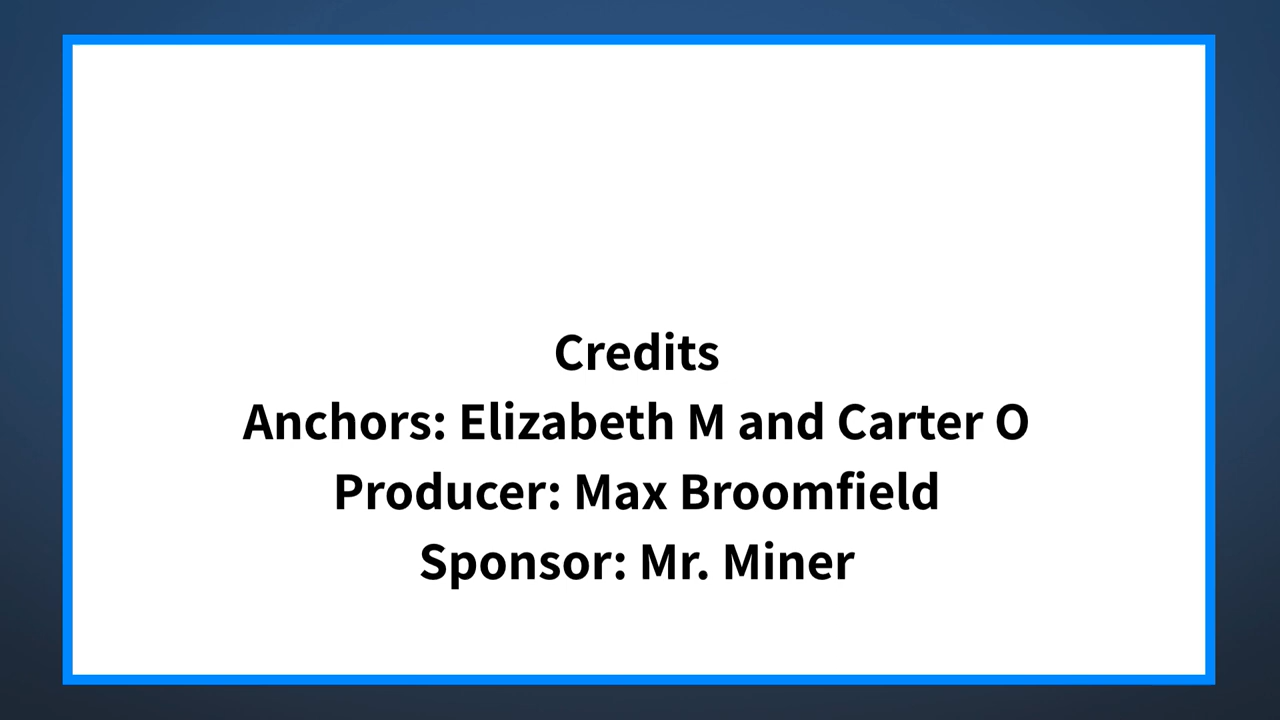 Credits
Anchors: Elizabeth M and Carter O
Producer: Max Broomfield
Sponsor: Mr. Miner